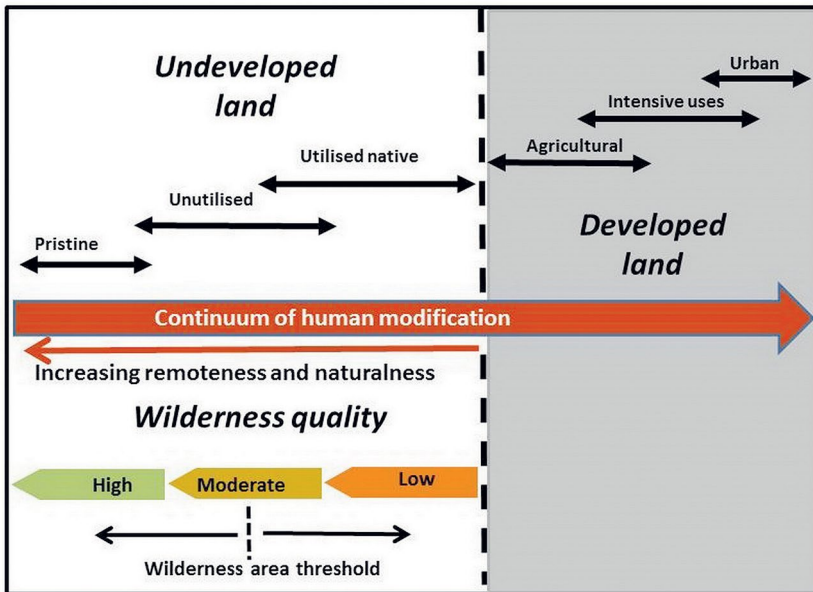 Undeveloped
land
Urban
Intensive uses
Agricultural
Utilised native
Unutilised
Pristine
Developed
land
Continuum of human modification
Increasing remoteness and naturalness
Wilderness quality
High
Moderate
Low
Wilderness area threshold